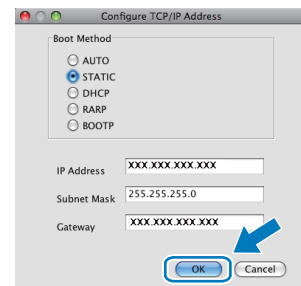 Configure TCP/IP Address
Boot Method
AUTO
STATIC
DHCP
RARP
BOOTP
IP Address XXX.XXX.XXX.XXX
Subnet Mask 255.255.255.0
Gateway XXX.XXX.XXX.XXX
OK Cancel